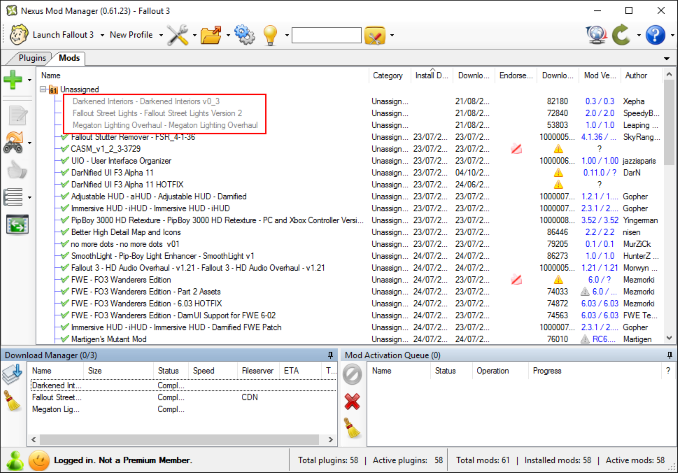 Nexus Mod Manager (0.61.23) - Fallout 3
Launch Fallout 3 New Profile
Plugins Mods
Name Category Install D... Downlo... Endorse... Downlo... Mod Ve... ? Author
Unassigned
Darkened Interiors - Darkened Interiors v0_3 Unassign... 21/08/2... 82180 0.3 / 0.3 Xepha
Fallout Street Lights - Fallout Street Lights Version 2 Unassign... 21/08/2... 72840 2.0 / 2.0 SpeedyB...
Megaton Lighting Overhaul - Megaton Lighting Overhaul Unassign... 21/08/2... 53803 1.0 / 1.0 Leaping ...
Fallout Stutter Remover - FSR_4-1-36 Unassign... 23/07/2... 23/07/2... 1000005... 4.1.36 / ... SkyRang...
CASM_v1_2_3-3729 Unassign... 23/07/2... 23/07/2... ?
UIO - User Interface Organizer Unassign... 23/07/2... 23/07/2... 1000007... 1.00 / 1.00 jazzisparis
DarNified UI F3 Alpha 11 Unassign... 23/07/2... 04/10/2... 0.11.0 / ? DarN
DarNified UI F3 Alpha 11 HOTFIX Unassign... 23/07/2... 24/06/2... ?
Adjustable HUD - aHUD - Adjustable HUD - Darnified Unassign... 23/07/2... 23/07/2... 1000007... 1.2.1 / 1.... Gopher
Immersive HUD - iHUD - Immersive HUD Unassign... 23/07/2... 23/07/2... 1000007... 2.3.1 / 2.... Gopher
PipBoy 3000 HD Retexture - PipBoy 3000 HD Retexture - PC and Xbox Controller Versi... Unassign... 23/07/2... 23/07/2... 1000008... 3.52 / 3.52 Yingerman
Better High Detail Map and Icons Unassign... 23/07/2... 23/07/2... 86446 2.2 / 2.2 nisen
no more dots - no more dots v01 Unassign... 23/07/2... 23/07/2... 79205 0.1 / 0.1 MurZiCk
SmoothLight - Pip-Boy Light Enhancer - SmoothLight v1 Unassign... 23/07/2... 23/07/2... 86273 1.0 / 1.0 HunterZ ...
Fallout 3 - HD Audio Overhaul - v1.21 - Fallout 3 - HD Audio Overhaul - v1.21 Unassign... 23/07/2... 23/07/2... 1000007... 1.21 / 1.21 Morwyn ...
FWE - FO3 Wanderers Edition Unassign... 23/07/2... 23/07/2... 6.0 / ? Mezmorki
FWE - FO3 Wanderers Edition - Part 2 Assets Unassign... 23/07/2... 23/07/2... 74033 6.0 / ... Mezmorki
FWE - FO3 Wanderers Edition - 6.03 HOTFIX Unassign... 23/07/2... 23/07/2... 74872 6.03 / 6.03 Mezmorki
FWE - FO3 Wanderers Edition - DarnUI Support for FWE 6-02 Unassign... 23/07/2... 23/07/2... 74563 6.03 / 6.03 FWE Te...
Immersive HUD - iHUD - Immersive HUD - Darnified FWE Patch Unassign... 23/07/2... 23/07/2... 1000007... 2.3.1 / 2.... Gopher
Martigen's Mutant Mod Unassign... 23/07/2... 23/07/2... 76010 RC6.... Martigen
Download Manager (0/3) Mod Activation Queue (0)
Name Size Status Speed Fileserver ETA T... Name Status Operation Progress ?
Darkened Int... Compl...
Fallout Street... Compl... CDN
Megaton Lig... Compl...
Logged in. Not a Premium Member. Total plugins: 58 | Active plugins: 58 Total mods: 61 | Installed mods: 58 | Active mods: 58